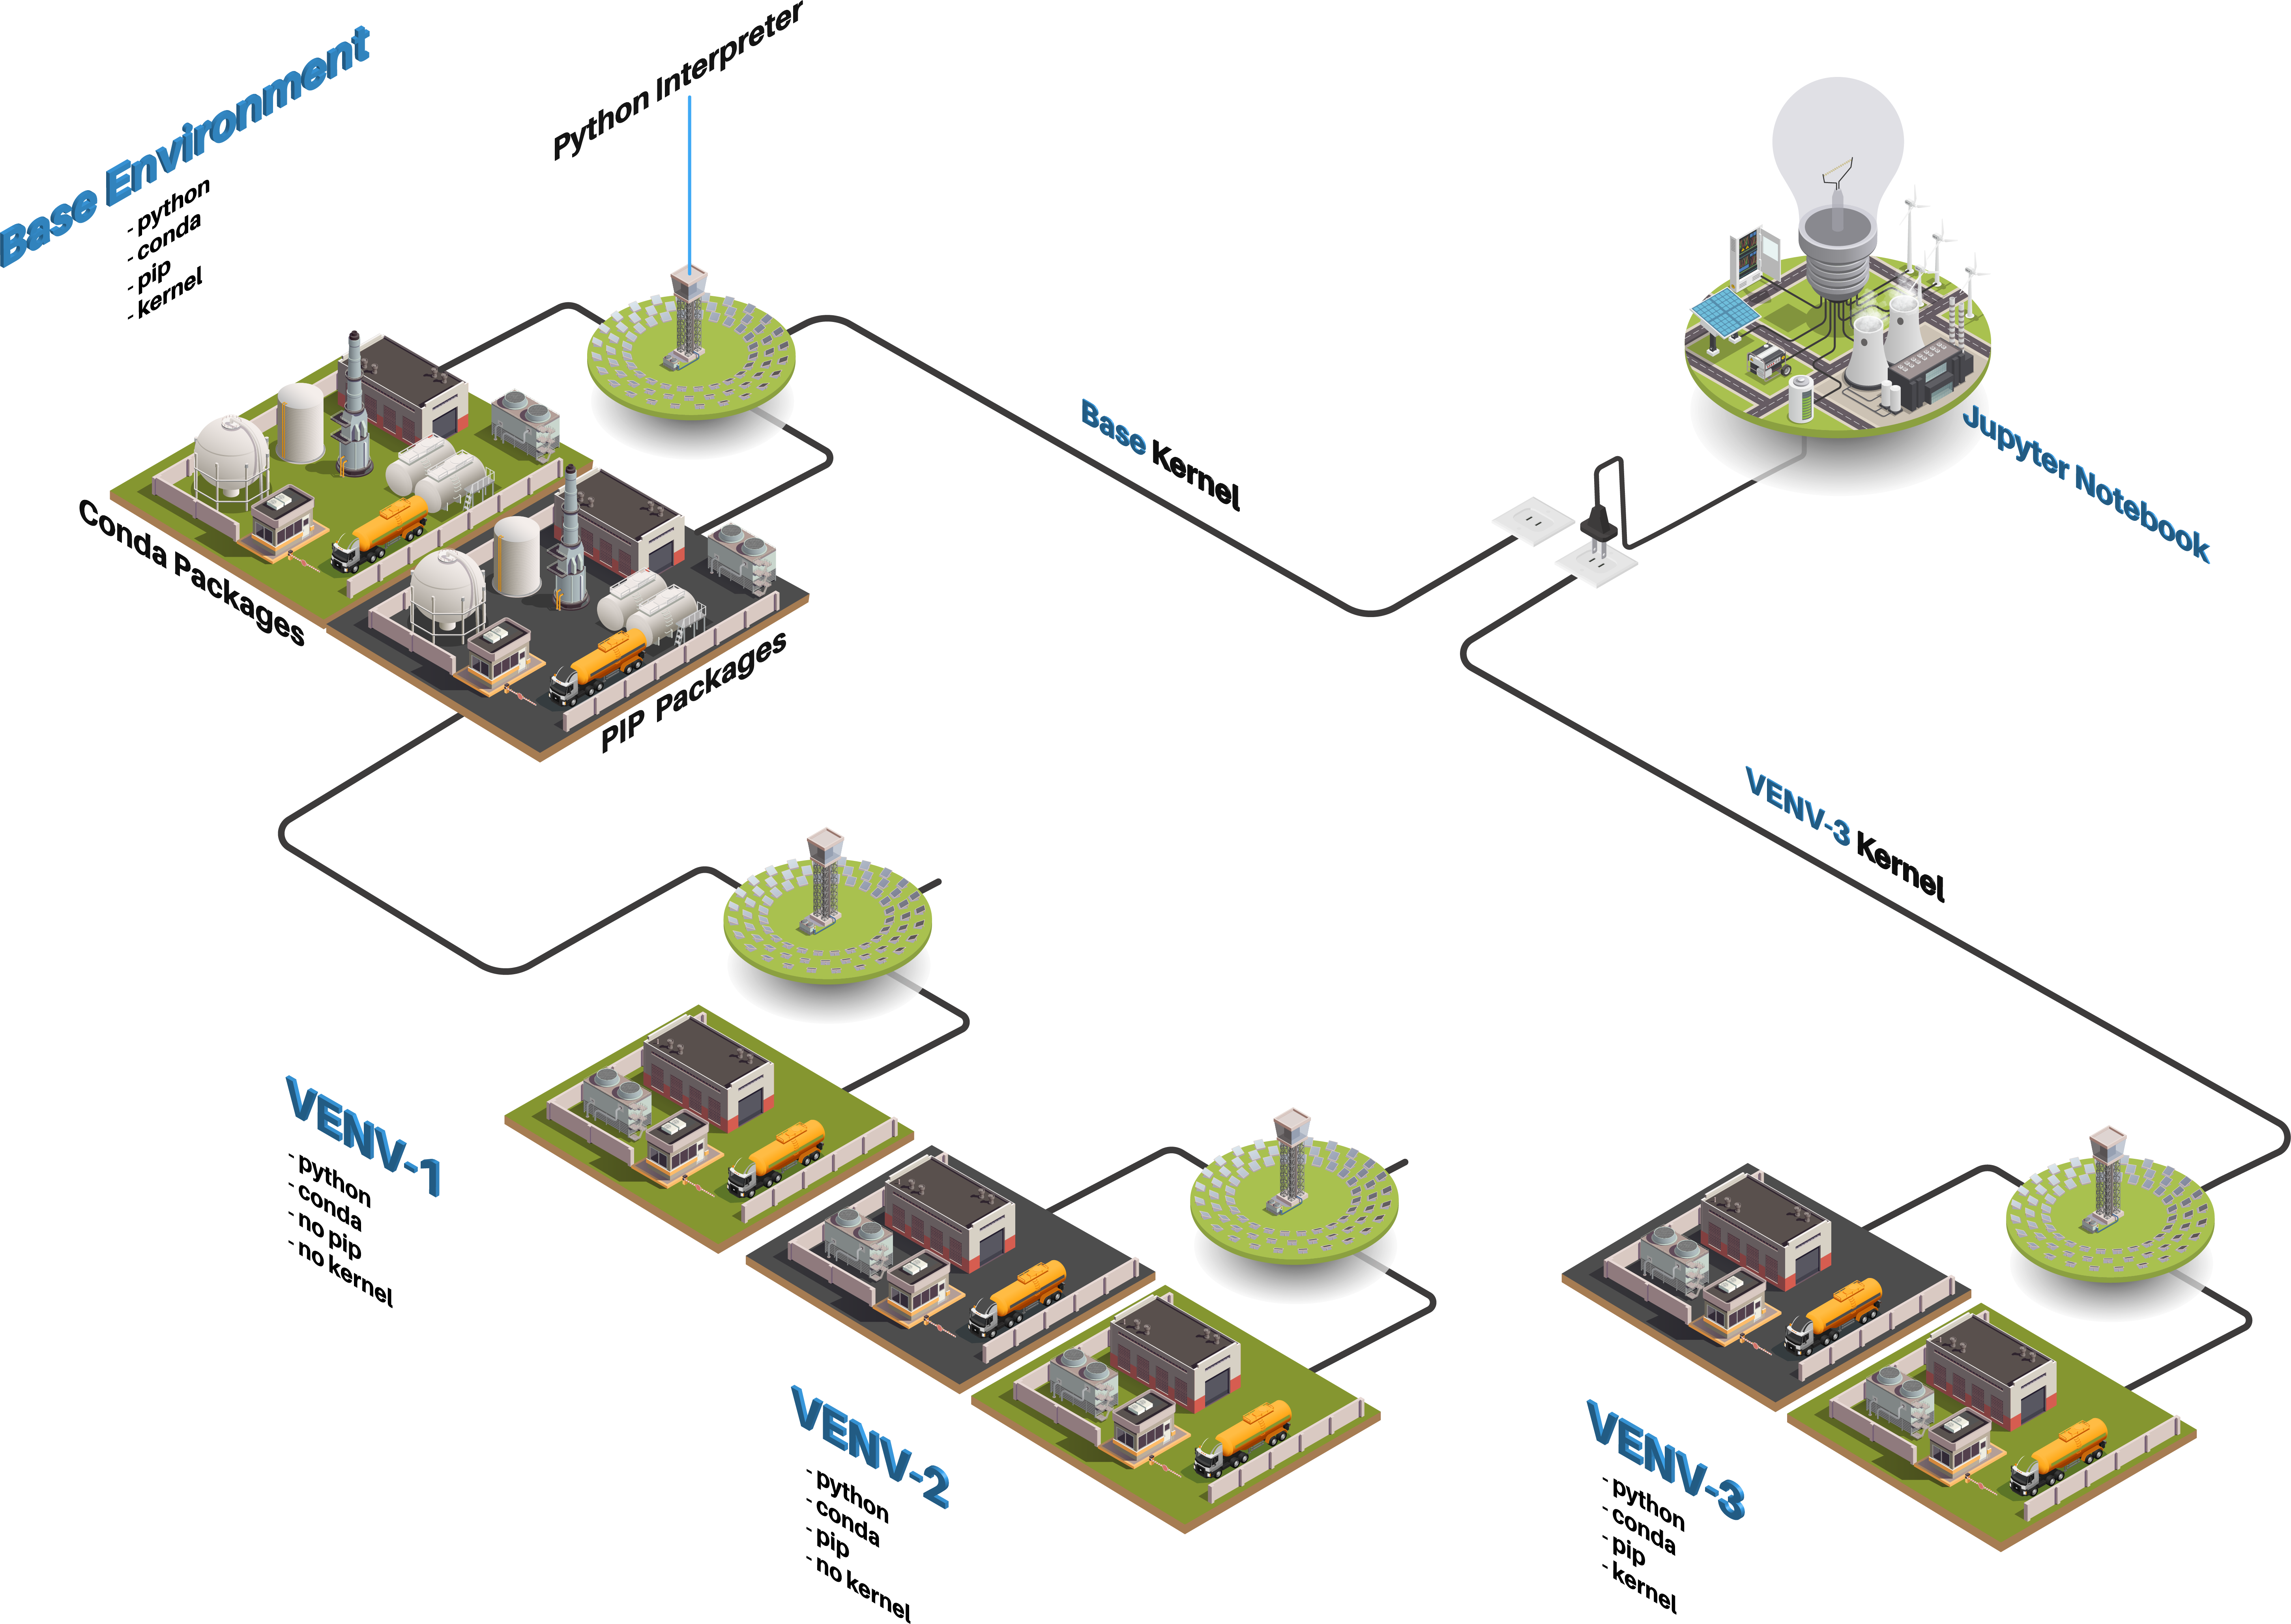 Base Environment
- python
- conda
- pip
- kernel
Python Interpreter
Conda Packages
PIP Packages
Base Kernel
Jupyter Notebook
VENV-3 Kernel
VENV-1
- python
- conda
- no pip
- no kernel
VENV-2
- python
- conda
- pip
- no kernel
VENV-3
- python
- conda
- pip
- kernel